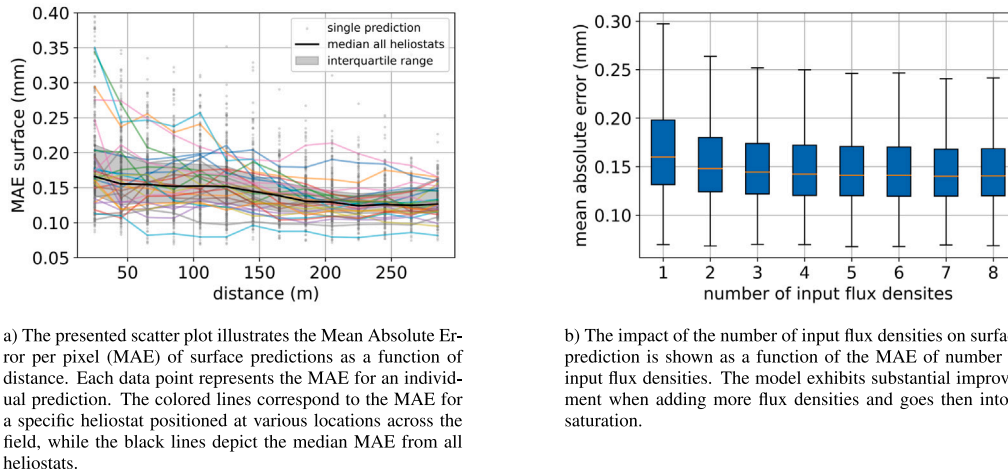 0.40
0.35
0.30
0.25
0.20
0.15
0.10
0.05
MAE surface (mm)
single prediction
median all heliostats
interquartile range
50 100 150 200 250
distance (m)
0.30
0.25
0.20
0.15
0.10
mean absolute error (mm)
1 2 3 4 5 6 7 8
number of input flux densites
a) The presented scatter plot illustrates the Mean Absolute Er-
ror per pixel (MAE) of surface predictions as a function of
distance. Each data point represents the MAE for an individ-
ual prediction. The colored lines correspond to the MAE for
a specific heliostat positioned at various locations across the
field, while the black lines depict the median MAE from all
heliostats.
b) The impact of the number of input flux densities on surfac
prediction is shown as a function of the MAE of number
input flux densities. The model exhibits substantial improv
ment when adding more flux densities and goes then into
saturation.